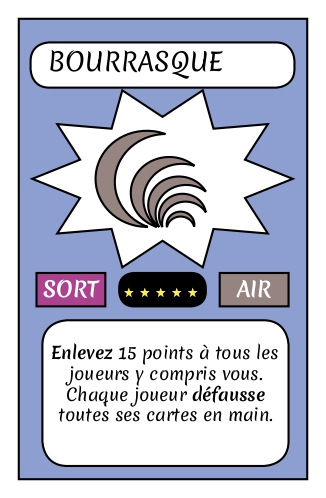 BOURRASQUE
SORT
AIR
Enlevez 15 points à tous les
joueurs y compris vous.
Chaque joueur défausse
toutes ses cartes en main.